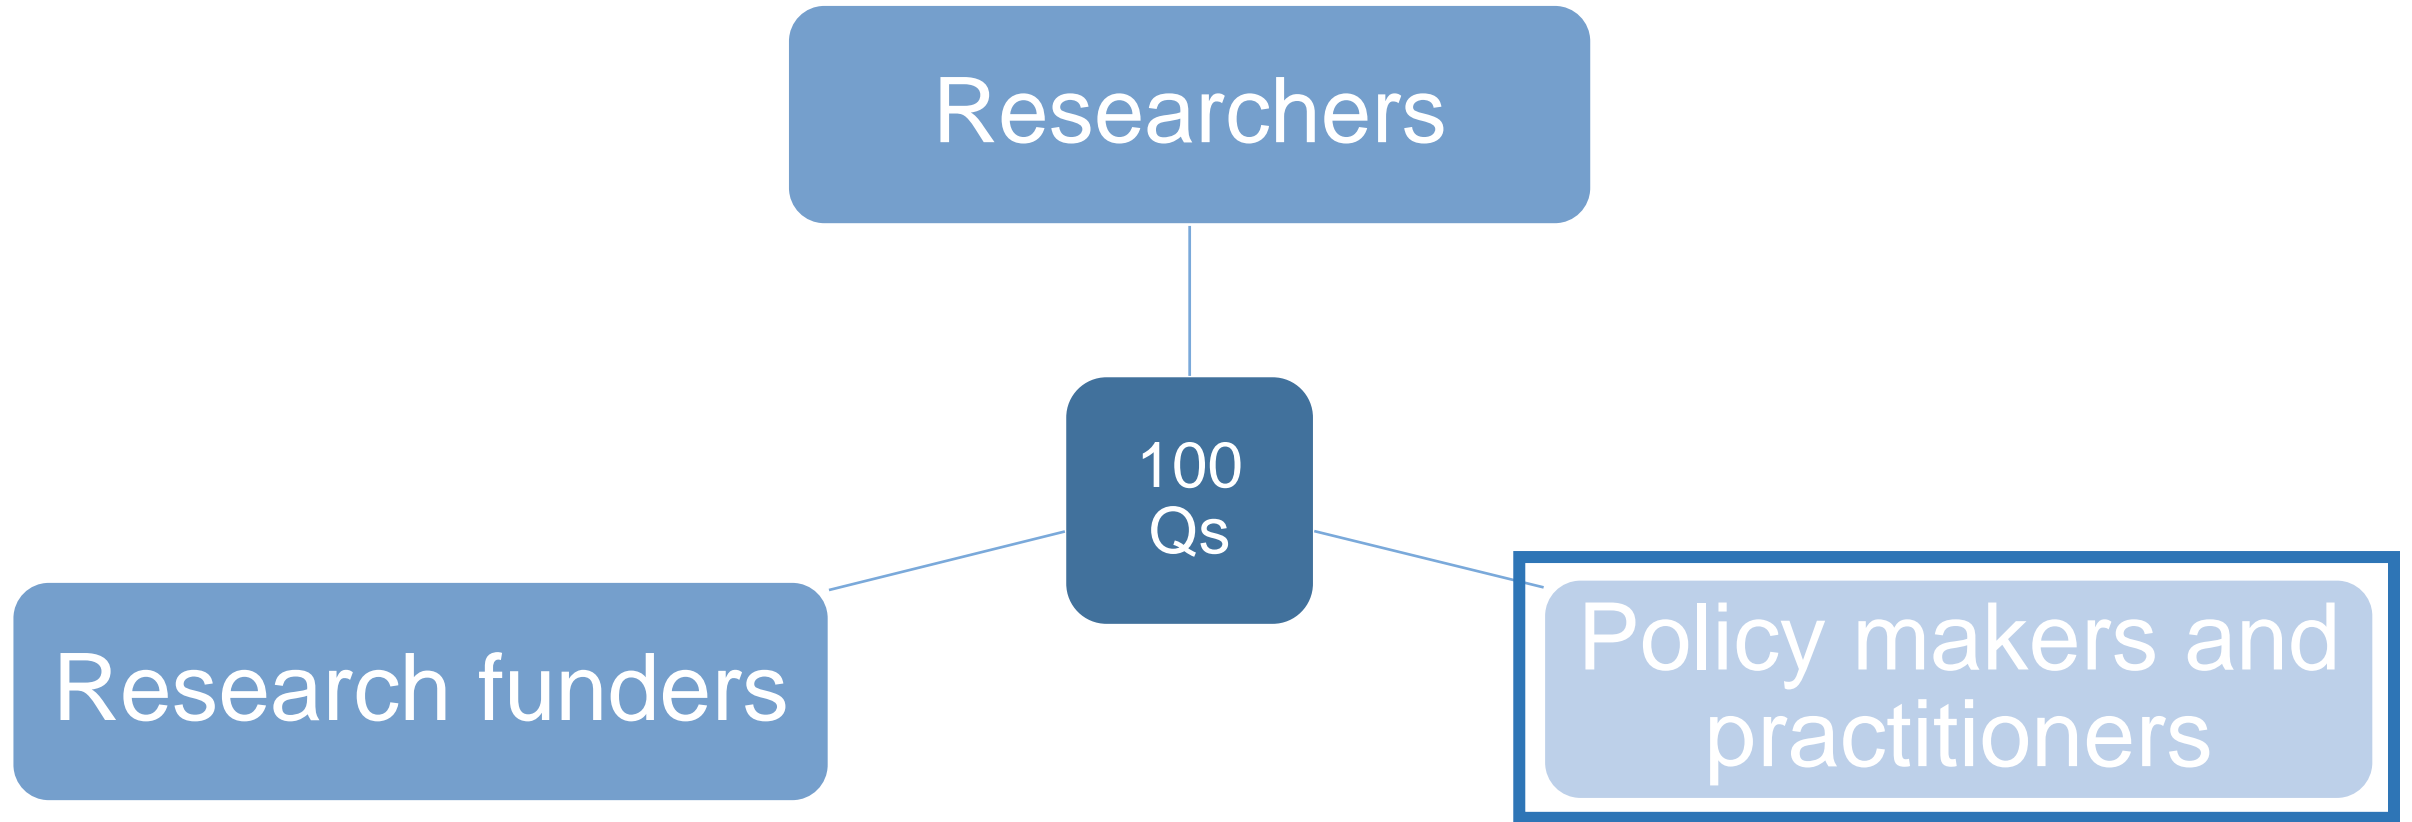 Researchers
100
Qs
Research funders
Policy makers and
practitioners